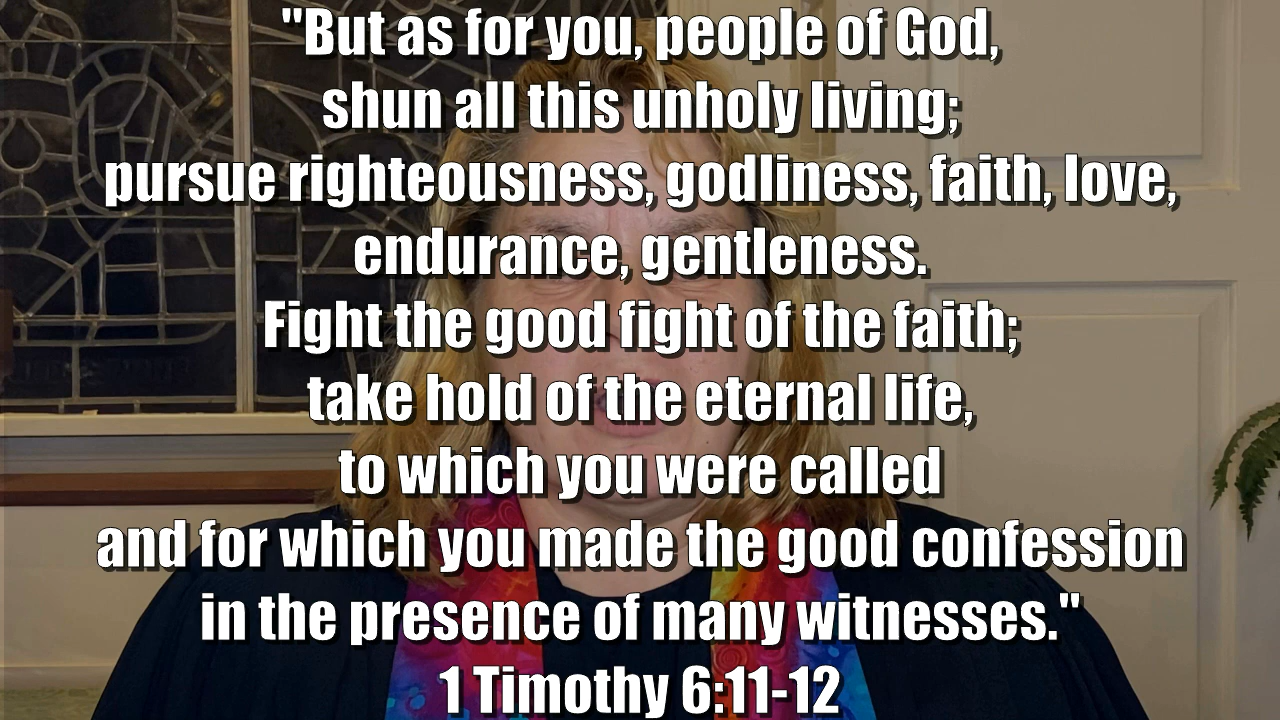 "But as for you, people of God,
shun all this unholy living;
pursue righteousness, godliness, faith, love,
endurance, gentleness.
Fight the good fight of the faith;
take hold of the eternal life,
to which you were called
and for which you made the good confession
in the presence of many witnesses."
1 Timothy 6:11-12